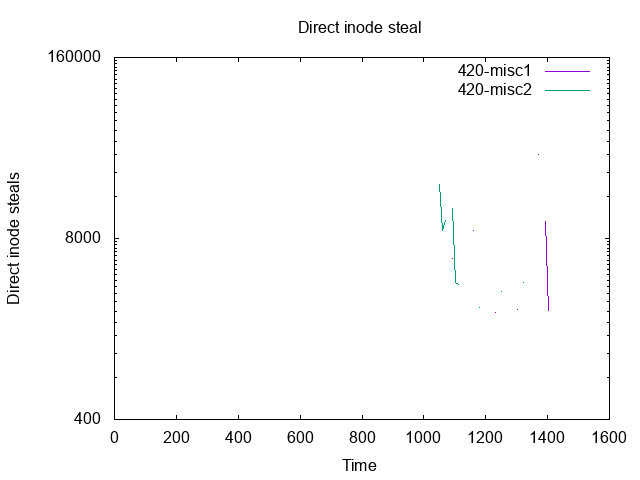 Direct inode steal
160000
8000
400
Direct inode steals
420-misc1
420-misc2
0 200 400 600 800 1000 1200 1400 1600
Time